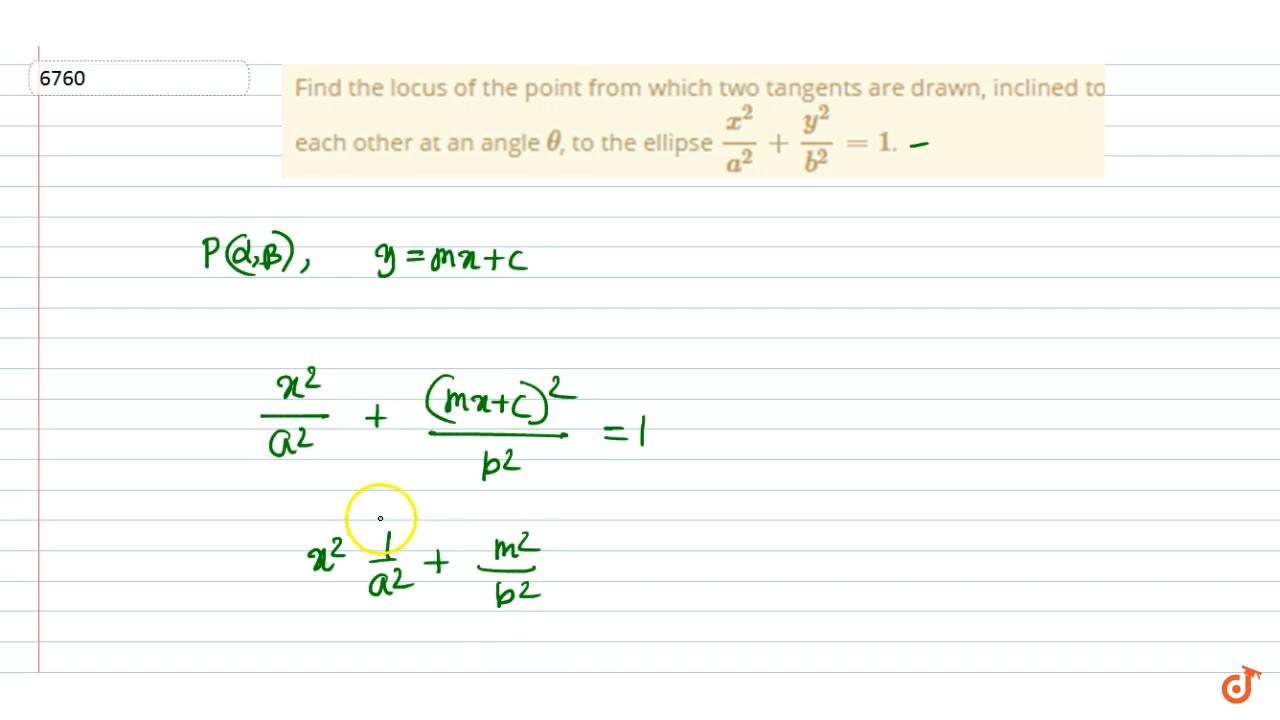 6760
Find the locus of the point from which two tangents are drawn, inclined to
each other at an angle θ, to the ellipse x²/a² + y²/b² = 1. –
P(α,β), y = mx + c
x²/a² + (mx+c)²/b² = 1
x² 1/a² + m²/b²